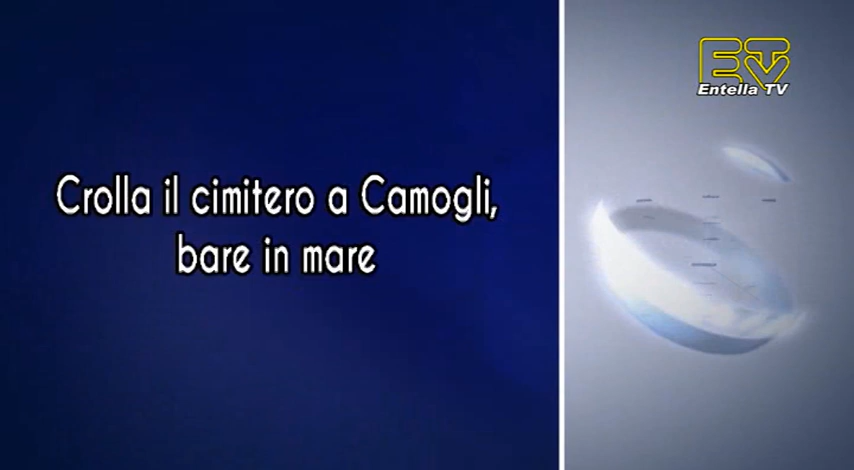 Crolla il cimitero a Camogli,
bare in mare
ETV
Entella TV